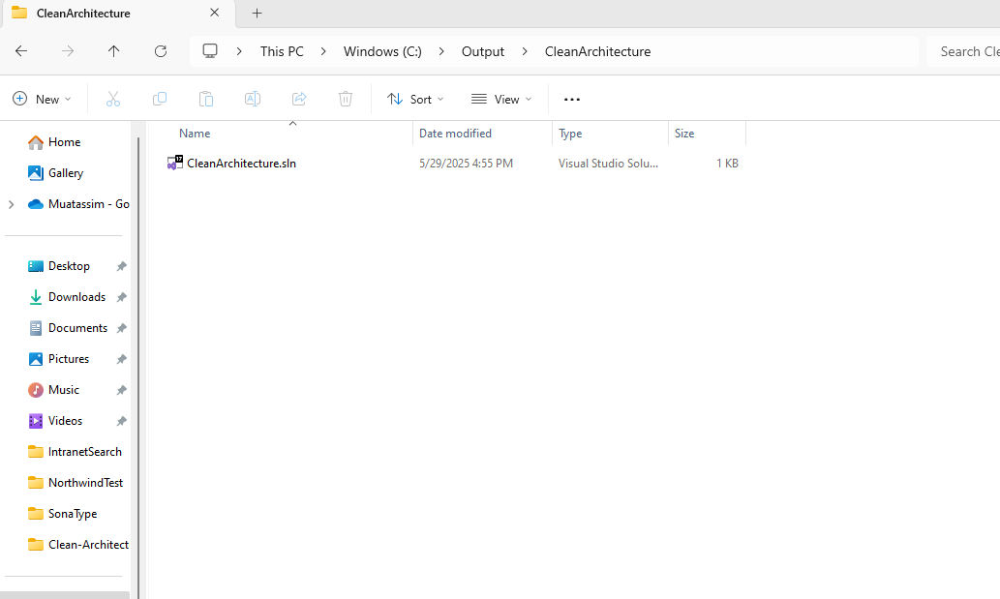 CleanArchitecture
This PC > Windows (C:) > Output > CleanArchitecture
Search Cle
New
Sort
View
Name
Date modified
Type
Size
CleanArchitecture.sln
5/29/2025 4:55 PM
Visual Studio Solu...
1 KB
Home
Gallery
Muatassim - Go
Desktop
Downloads
Documents
Pictures
Music
Videos
IntranetSearch
NorthwindTest
SonaType
Clean-Architect